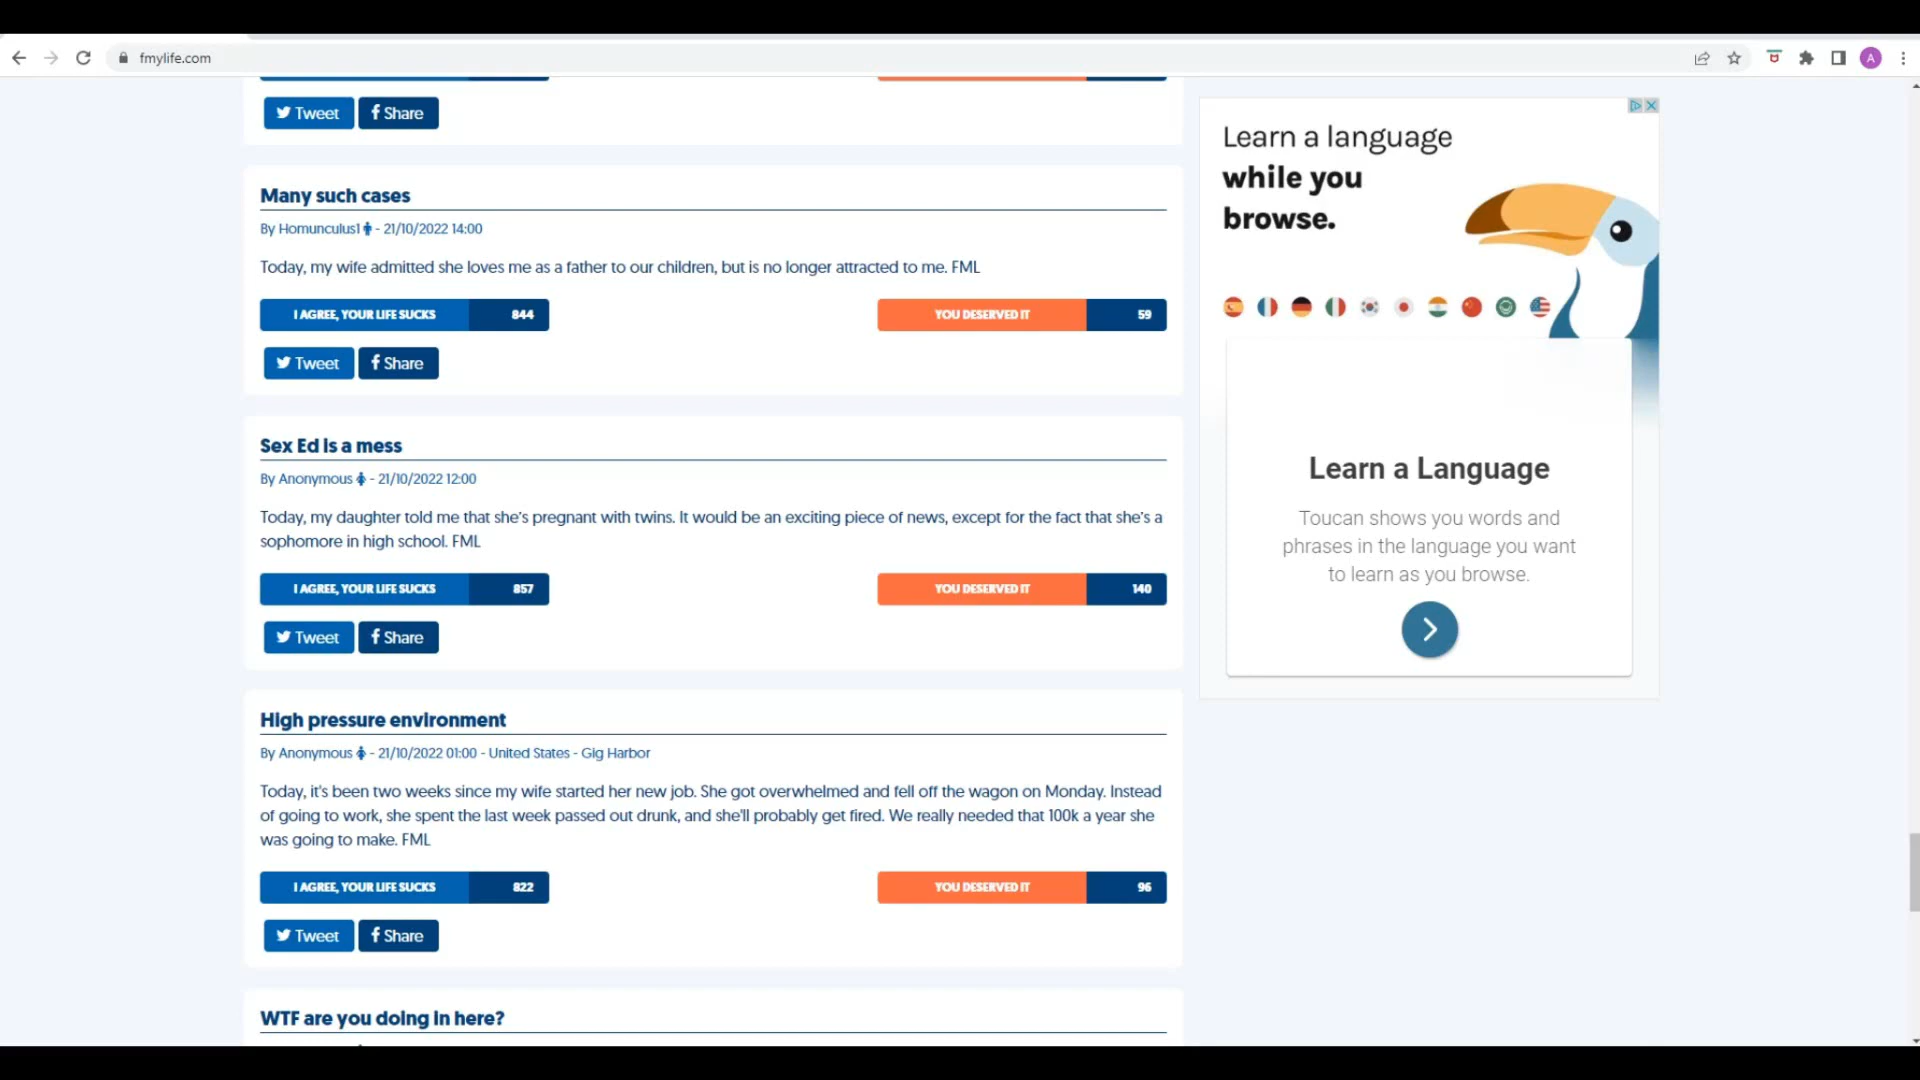 fmylife.com
A
Tweet
Share
Many such cases
By Homunculus1 - 21/10/2022 14:00
Today, my wife admitted she loves me as a father to our children, but is no longer attracted to me. FML
I AGREE, YOUR LIFE SUCKS 844
YOU DESERVED IT 59
Tweet
Share
Sex Ed is a mess
By Anonymous - 21/10/2022 12:00
Today, my daughter told me that she's pregnant with twins. It would be an exciting piece of news, except for the fact that she's a
sophomore in high school. FML
I AGREE, YOUR LIFE SUCKS 857
YOU DESERVED IT 140
Tweet
Share
High pressure environment
By Anonymous - 21/10/2022 01:00 - United States - Gig Harbor
Today, it's been two weeks since my wife started her new job. She got overwhelmed and fell off the wagon on Monday. Instead
of going to work, she spent the last week passed out drunk, and she'll probably get fired. We really needed that 100k a year she
was going to make. FML
I AGREE, YOUR LIFE SUCKS 822
YOU DESERVED IT 96
Tweet
Share
WTF are you doing in here?
Learn a language
while you
browse.
Learn a Language
Toucan shows you words and
phrases in the language you want
to learn as you browse.